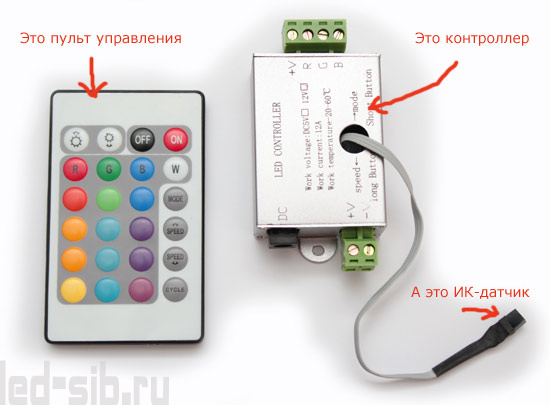 Это пульт управления
Это контроллер
А это ИК-датчик
OFF
ON
R
G
B
W
MODE
SPEED
SPEED
CYCLE
+V
R
G
B
LED CONTROLLER
Work voltage:DC5V□ 12V
Work current:12A
Work temperature-20-60℃
mode
Short Button
speed
long Button
DC
+V
-V
led-sib.ru